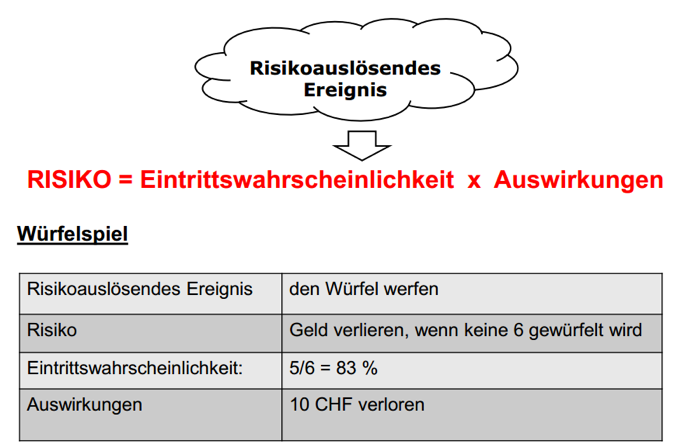 Risikoauslösendes
Ereignis
RISIKO = Eintrittswahrscheinlichkeit x Auswirkungen
Würfelspiel
Risikoauslösendes Ereignis den Würfel werfen
Risiko Geld verlieren, wenn keine 6 gewürfelt wird
Eintrittswahrscheinlichkeit: 5/6 = 83 %
Auswirkungen 10 CHF verloren